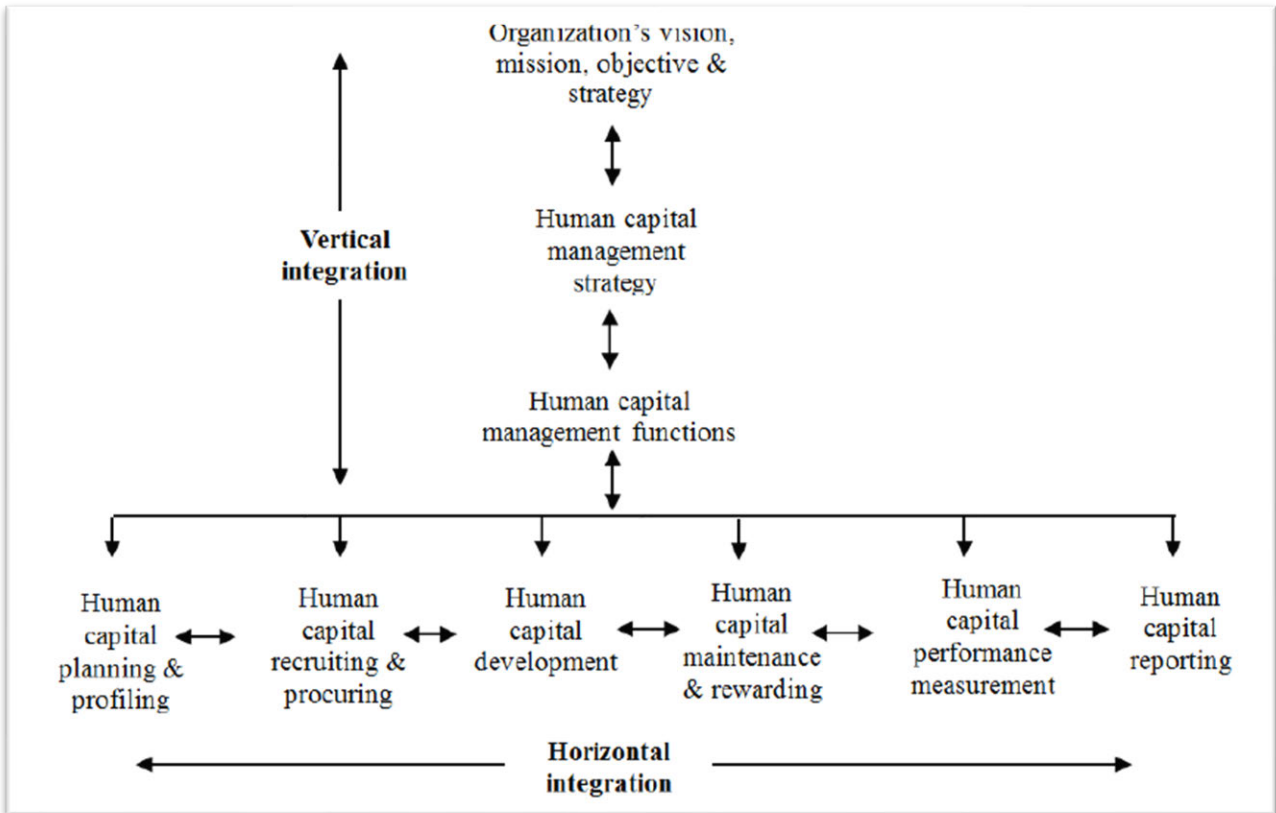 Organization's vision,
mission, objective &
strategy
Vertical
integration
Human capital
management
strategy
Human capital
management functions
Human
capital
planning &
profiling
Human
capital
recruiting &
procuring
Human
capital
development
Human
capital
maintenance
& rewarding
Human
capital
performance
measurement
Human
capital
reporting
Horizontal
integration